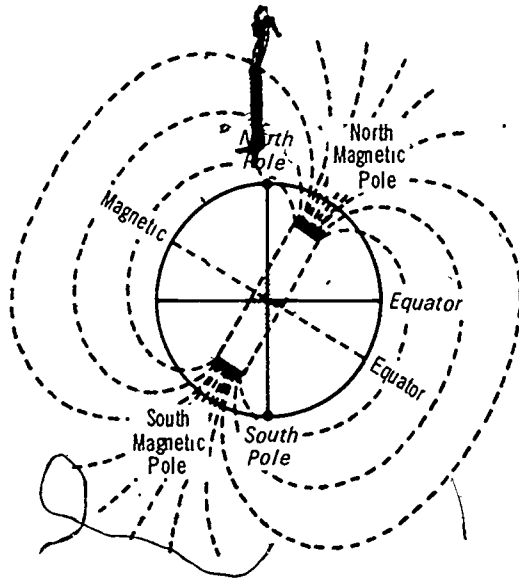 North
Pole
North
Magnetic
Pole
Magnetic
Equator
Equator
South
Magnetic
Pole
South
Pole